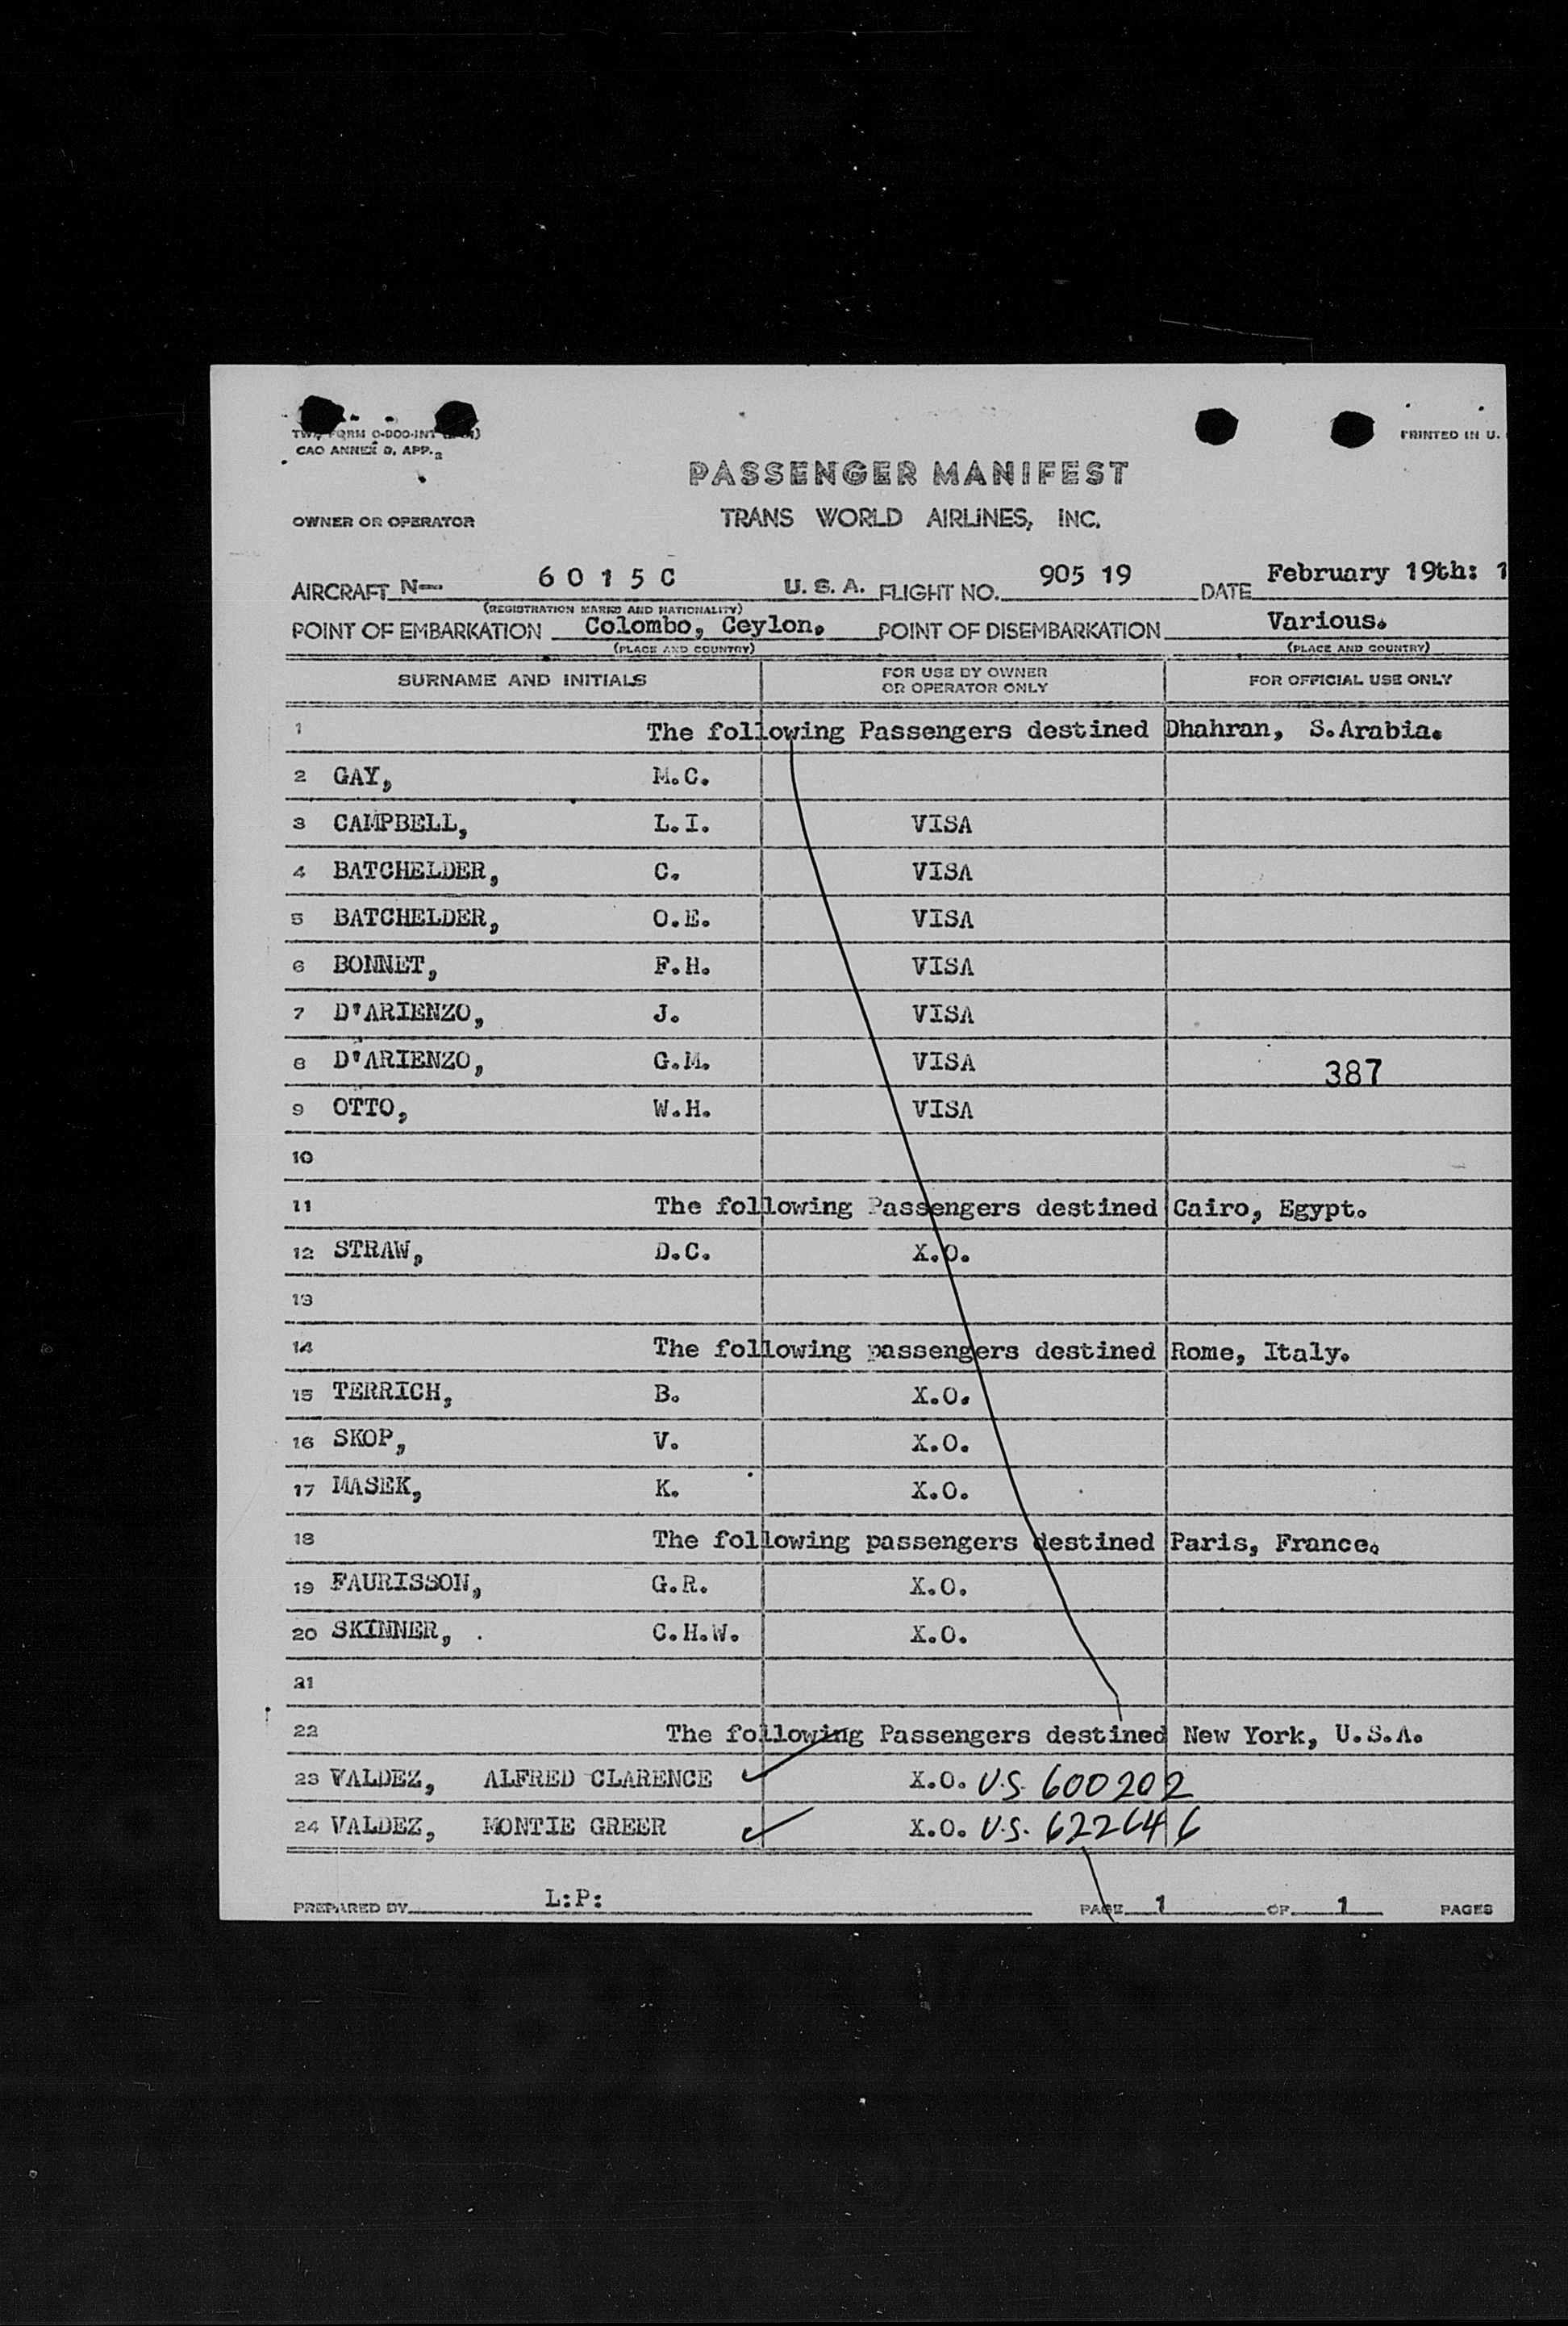 CAO ANNEX 9, APP. 2
PRINTED IN U.
PASSENGER MANIFEST
OWNER OR OPERATOR TRANS WORLD AIRLINES, INC.
AIRCRAFT N— 6 0 1 5 C U. S. A. FLIGHT NO. 905 19 DATE February 19th: 1
(REGISTRATION MARKS AND NATIONALITY)
POINT OF EMBARKATION Colombo, Ceylon. POINT OF DISEMBARKATION Various.
(PLACE AND COUNTRY) (PLACE AND COUNTRY)
SURNAME AND INITIALS FOR USE BY OWNER OR OPERATOR ONLY FOR OFFICIAL USE ONLY
1 The following Passengers destined Dhahran, S.Arabia.
2 GAY, M.C.
3 CAMPBELL, L.I. VISA
4 BATCHELDER, C. VISA
5 BATCHELDER, O.E. VISA
6 BONNET, F.H. VISA
7 D'ARIENZO, J. VISA
8 D'ARIENZO, G.M. VISA 387
9 OTTO, W.H. VISA
10
11 The following Passengers destined Cairo, Egypt.
12 STRAW, D.C. X.O.
13
14 The following passengers destined Rome, Italy.
15 TERRICH, B. X.O.
16 SKOP, V. X.O.
17 MASEK, K. X.O.
18 The following passengers destined Paris, France.
19 FAURISSON, G.R. X.O.
20 SKINNER, . C.H.W. X.O.
21
22 The following Passengers destined New York, U.S.A.
23 VALDEZ, ALFRED CLARENCE X.O. U.S. 600202
24 VALDEZ, MONTIE GREER X.O. U.S. 622646
PREPARED BY L:P: PAGE 1 OF 1 PAGES